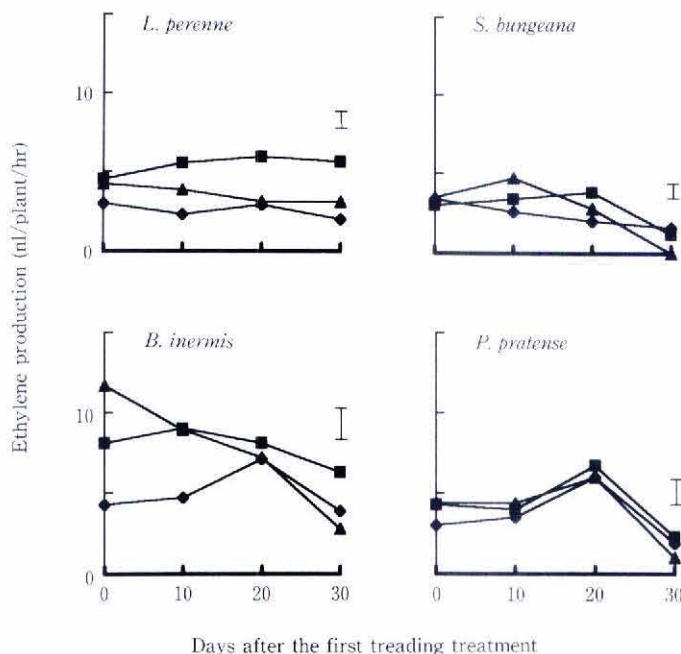 L. perenne
S. bungeana
10
0
B. inermis
P. pratense
10
0
0 10 20 30
0 10 20 30
Ethylene production (nl/plant/hr)
Days after the first treading treatment